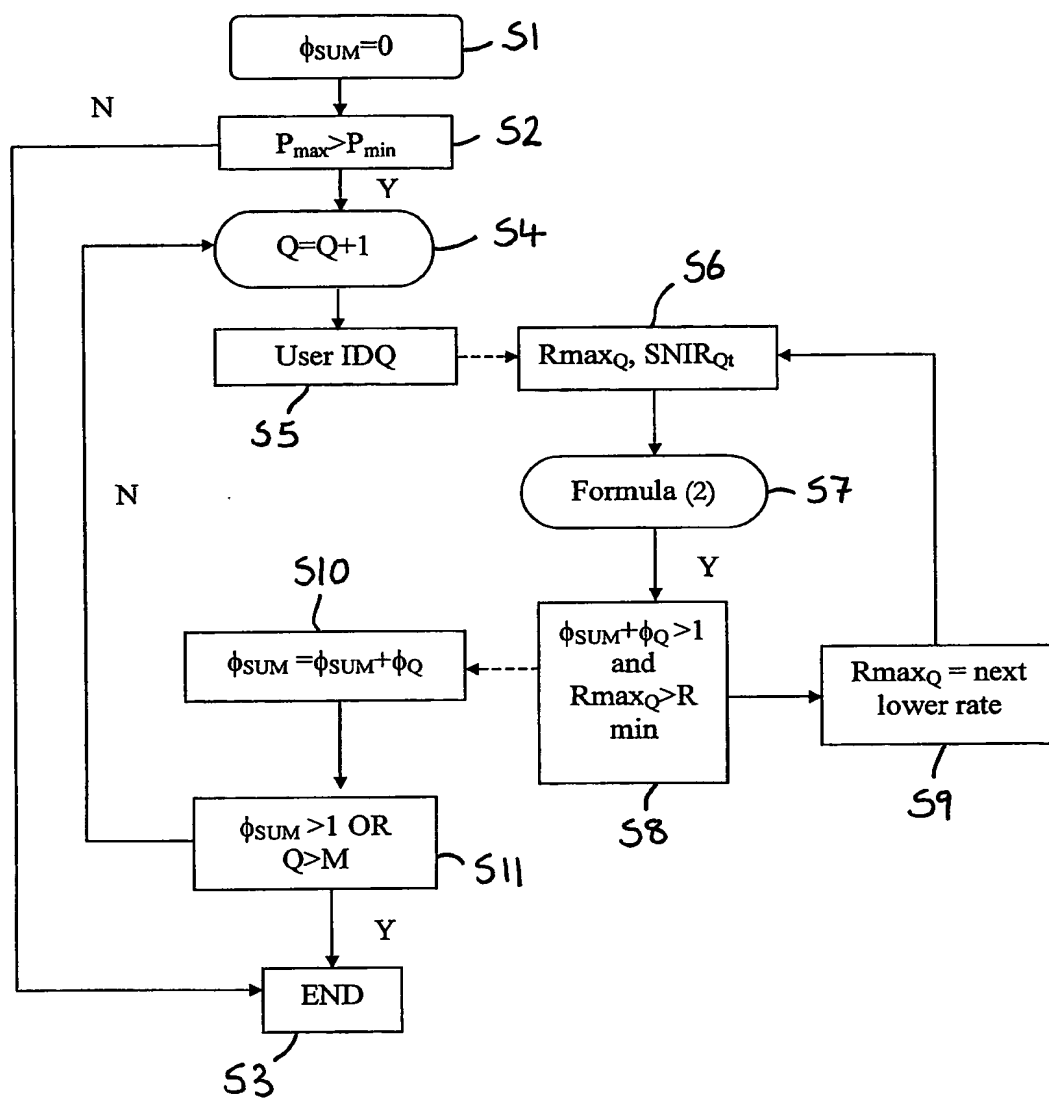 ϕSUM=0
S1
N
Pmax>Pmin
S2
Y
Q=Q+1
S4
S6
User IDQ
RmaxQ, SNIRQt
S5
Formula (2)
S7
N
Y
S10
ϕSUM =ϕSUM+ϕQ
ϕSUM+ϕQ >1
and
RmaxQ>R
min
RmaxQ = next
lower rate
S8
S9
ϕSUM >1 OR
Q>M
S11
Y
END
S3